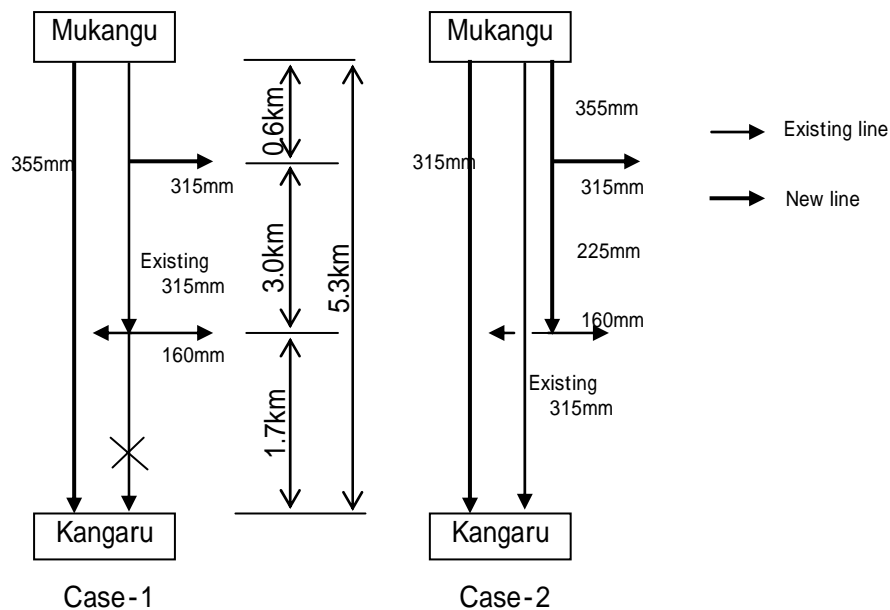 Mukangu
355mm
315mm
Existing
315mm
160mm
Kangaru
Case-1
0.6km
3.0km
5.3km
1.7km
Mukangu
355mm
315mm
315mm
225mm
160mm
Existing
315mm
Kangaru
Case-2
Existing line
New line